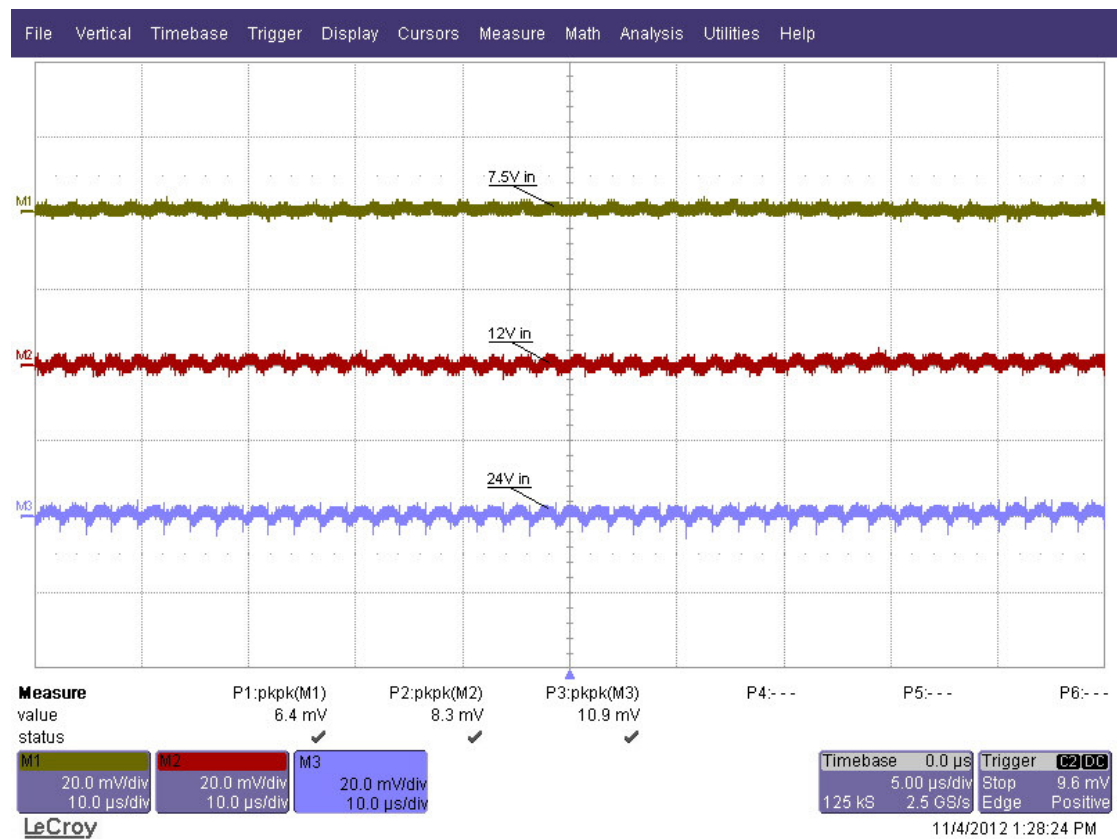 File Vertical Timebase Trigger Display Cursors Measure Math Analysis Utilities Help
7.5V in
M1
12V in
M2
24V in
M3
Measure P1:pkpk(M1) P2:pkpk(M2) P3:pkpk(M3) P4:--- P5:--- P6:---
value 6.4 mV 8.3 mV 10.9 mV
status ✓ ✓ ✓
M1 M2 M3 Timebase 0.0 µs Trigger C2 DC
20.0 mV/div 20.0 mV/div 20.0 mV/div 5.00 µs/div Stop 9.6 mV
10.0 µs/div 10.0 µs/div 10.0 µs/div 125 kS 2.5 GS/s Edge Positive
LeCroy 11/4/2012 1:28:24 PM